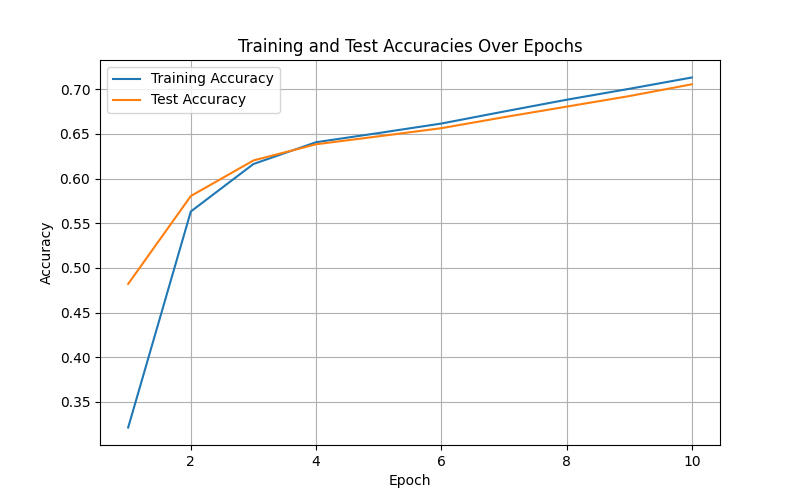 Training and Test Accuracies Over Epochs
Training Accuracy
Test Accuracy
0.70
0.65
0.60
0.55
0.50
0.45
0.40
0.35
Accuracy
2 4 6 8 10
Epoch